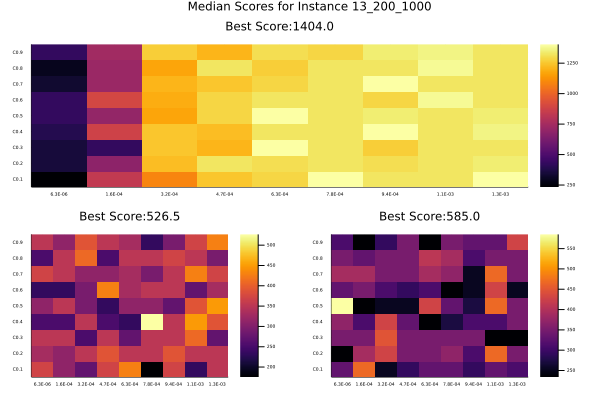 Median Scores for Instance 13_200_1000
Best Score:1404.0
C0.9
C0.8
C0.7
C0.6
C0.5
C0.4
C0.3
C0.2
C0.1
6.3E-06 1.6E-04 3.2E-04 4.7E-04 6.3E-04 7.8E-04 9.4E-04 1.1E-03 1.3E-03
1250
1000
750
500
250
Best Score:526.5
C0.9
C0.8
C0.7
C0.6
C0.5
C0.4
C0.3
C0.2
C0.1
6.3E-06 1.6E-04 3.2E-04 4.7E-04 6.3E-04 7.8E-04 9.4E-04 1.1E-03 1.3E-03
500
450
400
350
300
250
200
Best Score:585.0
C0.9
C0.8
C0.7
C0.6
C0.5
C0.4
C0.3
C0.2
C0.1
6.3E-06 1.6E-04 3.2E-04 4.7E-04 6.3E-04 7.8E-04 9.4E-04 1.1E-03 1.3E-03
550
500
450
400
350
300
250